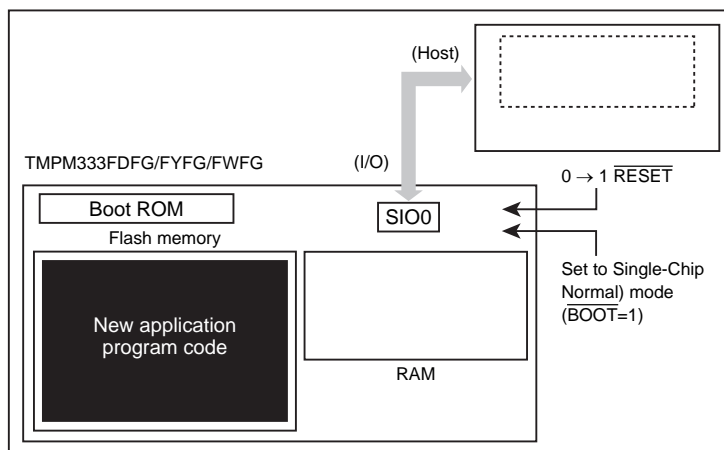 (Host)
TMPM333FDFG/FYFG/FWFG
(I/O)
0 → 1 RESET
Boot ROM
SIO0
Flash memory
New application
program code
RAM
Set to Single-Chip
Normal) mode
(BOOT=1)